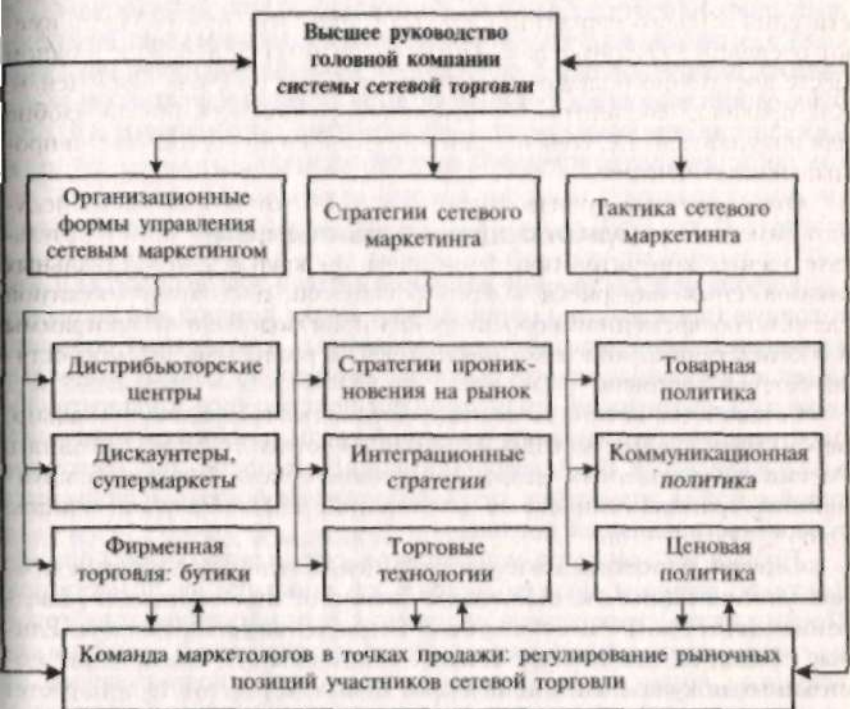 Высшее руководство
головной компании
системы сетевой торговли
Организационные
формы управления
сетевым маркетингом
Стратегии сетевого
маркетинга
Тактика сетевого
маркетинга
Дистрибьюторские
центры
Стратегии проник-
новения на рынок
Товарная
политика
Дискаунтеры,
супермаркеты
Интеграционные
стратегии
Коммуникационная
политика
Фирменная
торговля: бутики
Торговые
технологии
Ценовая
политика
Команда маркетологов в точках продажи: регулирование рыночных
позиций участников сетевой торговли